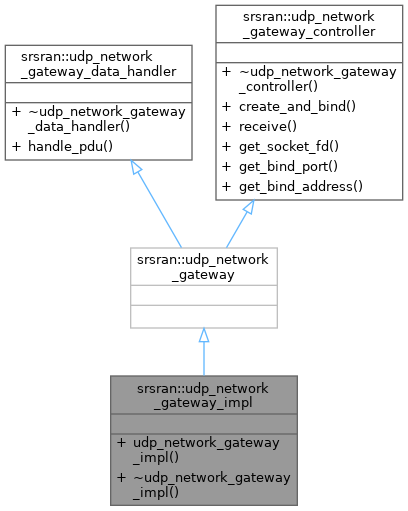 srsran::udp_network
_gateway_data_handler
+ ~udp_network_gateway
_data_handler()
+ handle_pdu()
srsran::udp_network
_gateway_controller
+ ~udp_network_gateway
_controller()
+ create_and_bind()
+ receive()
+ get_socket_fd()
+ get_bind_port()
+ get_bind_address()
srsran::udp_network
_gateway
srsran::udp_network
_gateway_impl
+ udp_network_gateway
_impl()
+ ~udp_network_gateway
_impl()